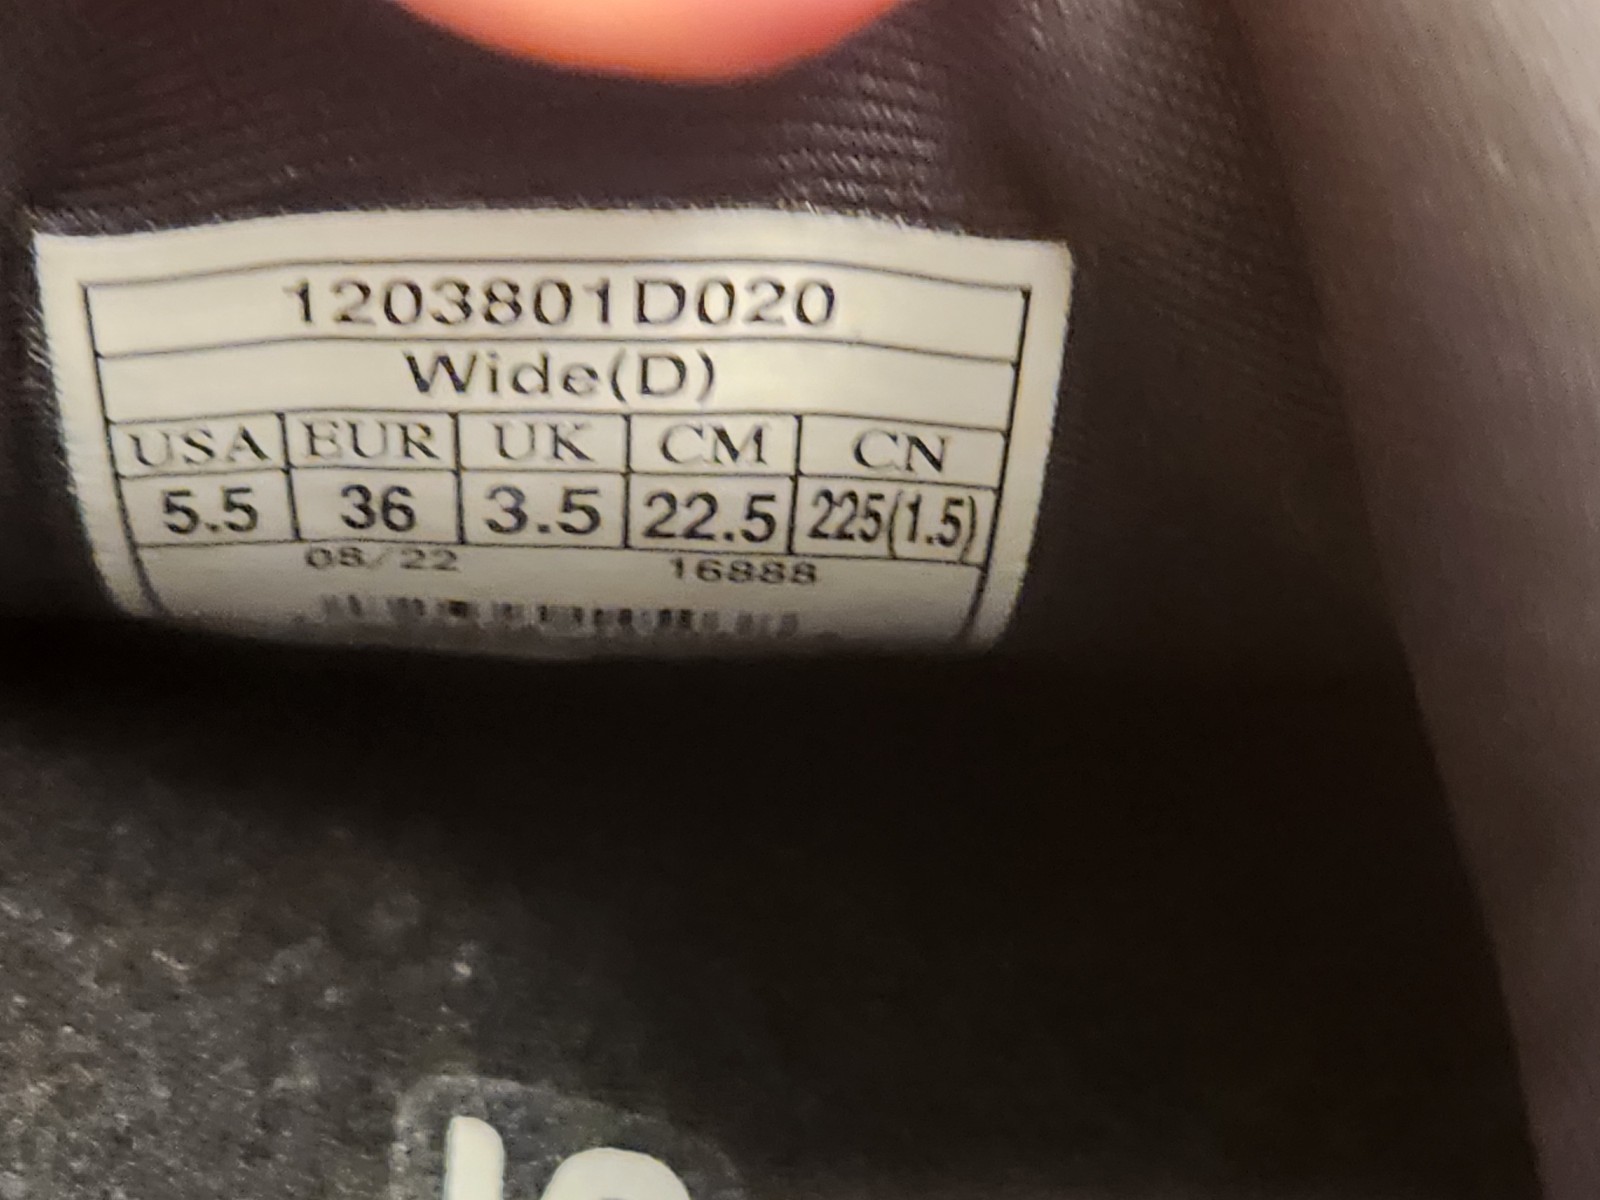 1203801D020
Wide(D)
USA EUR UK CM CN
5.5 36 3.5 22.5 225(1.5)
08/22 16888